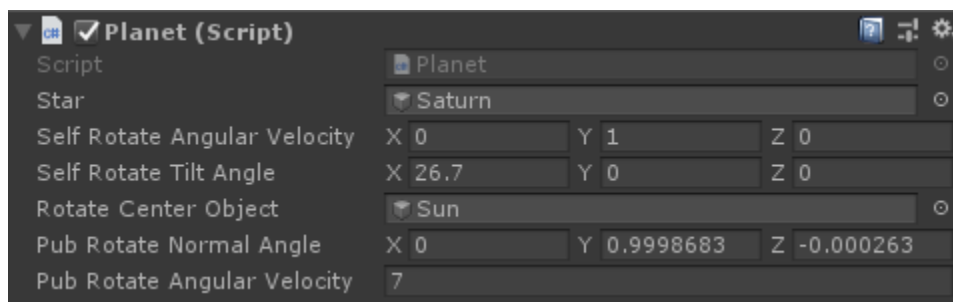 Planet (Script)
Script Planet
Star Saturn
Self Rotate Angular Velocity X 0 Y 1 Z 0
Self Rotate Tilt Angle X 26.7 Y 0 Z 0
Rotate Center Object Sun
Pub Rotate Normal Angle X 0 Y 0.9998683 Z -0.000263
Pub Rotate Angular Velocity 7